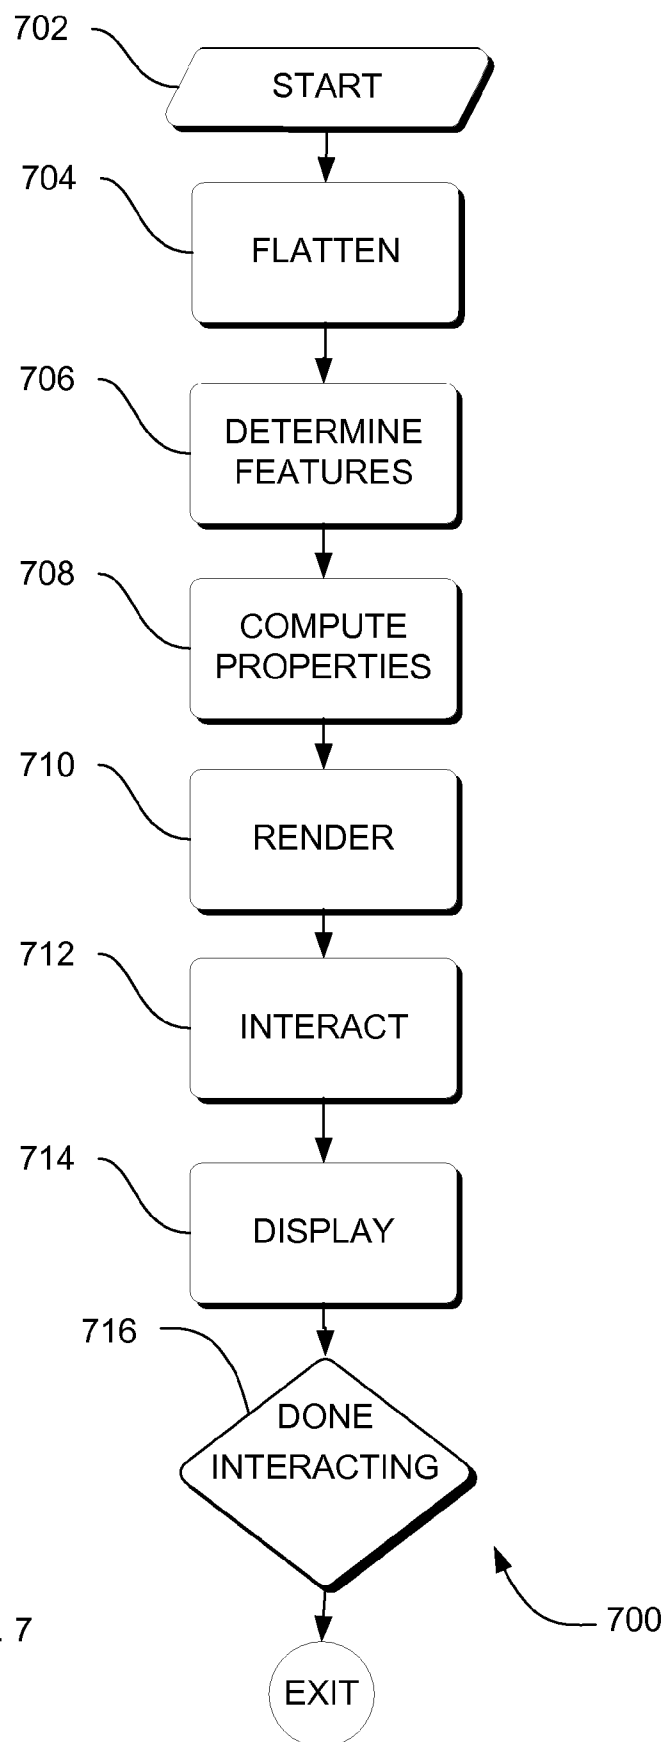 702
START
704
FLATTEN
706
DETERMINE
FEATURES
708
COMPUTE
PROPERTIES
710
RENDER
712
INTERACT
714
DISPLAY
716
DONE
INTERACTING
. 7
700
EXIT